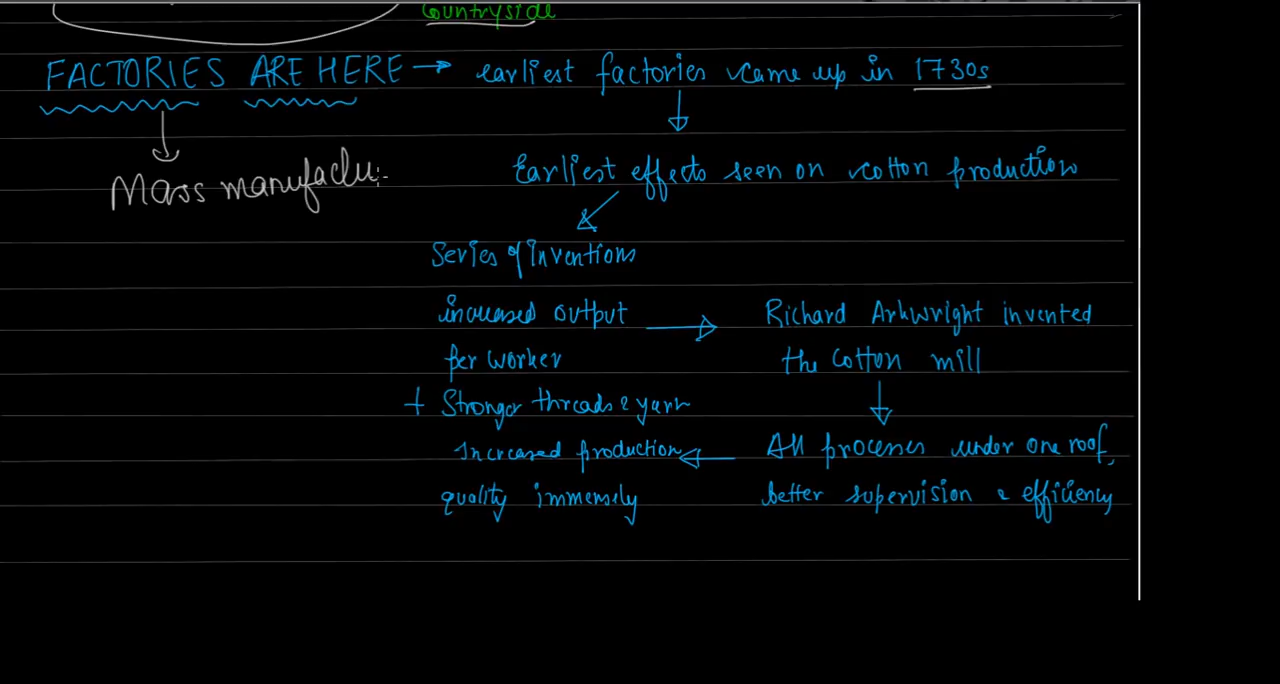 countryside
FACTORIES ARE HERE → earliest factories came up in 1730s
Mass manufactu
Earliest effects seen on cotton production
Series of inventions
increased output
per worker
+ Stronger threads & yarn
Richard Arkwright invented
the cotton mill
All processes under one roof,
better supervision & efficiency
increased production
quality immensely